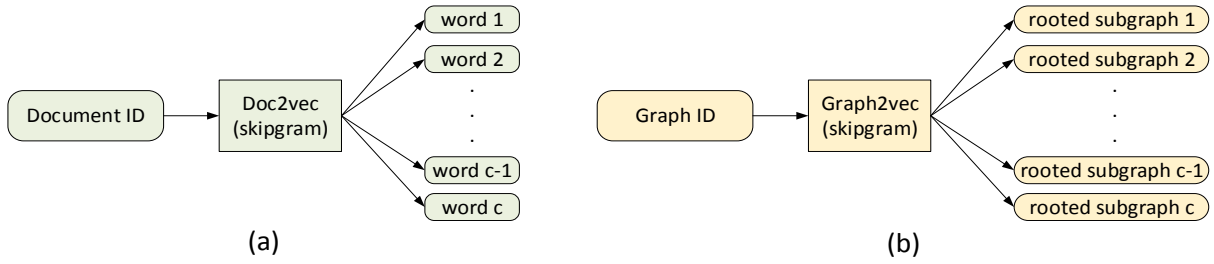 word 1
word 2
.
.
.
word c-1
word c
Document ID
Doc2vec
(skipgram)
(a)
rooted subgraph 1
rooted subgraph 2
.
.
.
rooted subgraph c-1
rooted subgraph c
Graph ID
Graph2vec
(skipgram)
(b)